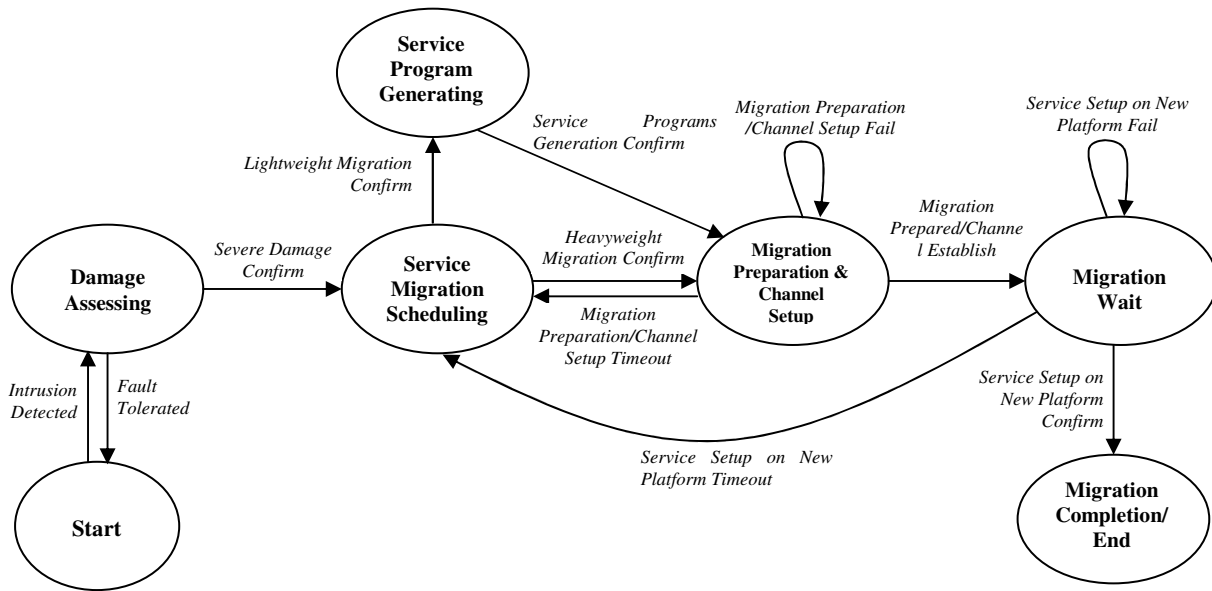 Service
Program
Generating
Service Programs
Generation Confirm
Migration Preparation
/Channel Setup Fail
Service Setup on New
Platform Fail
Lightweight Migration
Confirm
Damage
Assessing
Severe Damage
Confirm
Service
Migration
Scheduling
Heavyweight
Migration Confirm
Migration
Preparation/Channel
Setup Timeout
Migration
Preparation &
Channel
Setup
Migration
Prepared/Channe
l Establish
Migration
Wait
Intrusion
Detected
Fault
Tolerated
Service Setup on New
Platform Timeout
Service Setup on
New Platform
Confirm
Start
Migration
Completion/
End